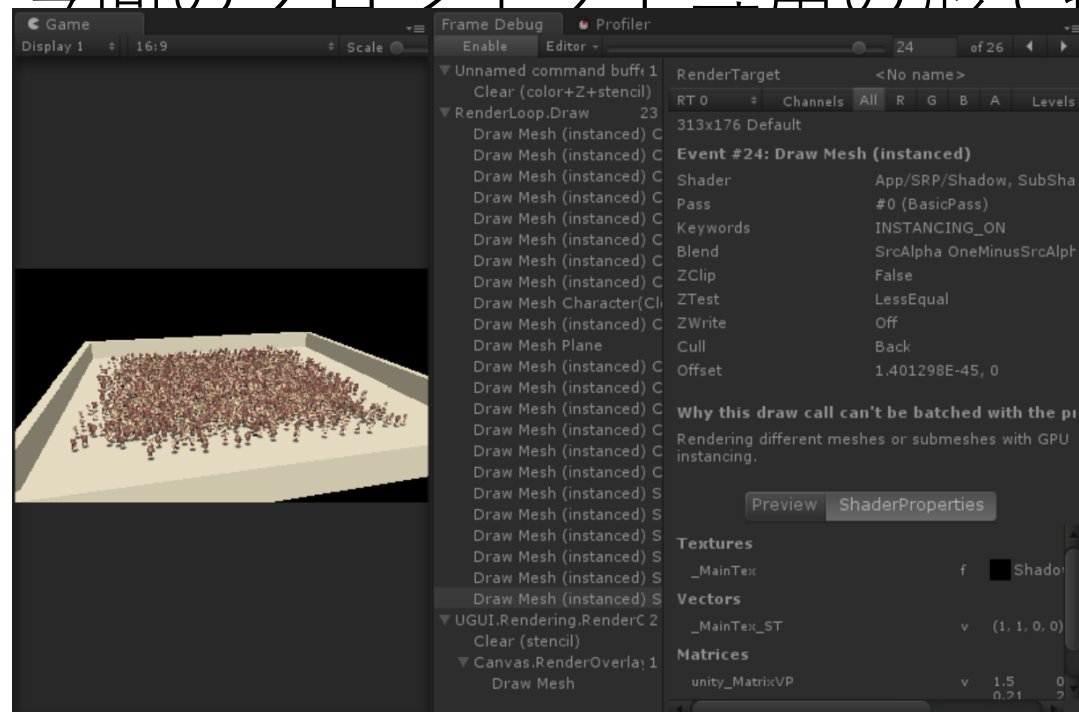 Game
Display 1 16:9 Scale
Frame Debug Profiler
Enable Editor 24 of 26
Unnamed command buff 1
Clear (color+Z+stencil)
RenderLoop.Draw 23
Draw Mesh (instanced) C
Draw Mesh (instanced) C
Draw Mesh (instanced) C
Draw Mesh (instanced) C
Draw Mesh (instanced) C
Draw Mesh (instanced) C
Draw Mesh (instanced) C
Draw Mesh (instanced) C
Draw Mesh Character(Cl
Draw Mesh (instanced) C
Draw Mesh Plane
Draw Mesh (instanced) C
Draw Mesh (instanced) C
Draw Mesh (instanced) C
Draw Mesh (instanced) C
Draw Mesh (instanced) C
Draw Mesh (instanced) C
Draw Mesh (instanced) S
Draw Mesh (instanced) S
Draw Mesh (instanced) S
Draw Mesh (instanced) S
Draw Mesh (instanced) S
Draw Mesh (instanced) S
UGUI.Rendering.RenderC 2
Clear (stencil)
Canvas.RenderOverlay 1
Draw Mesh
RenderTarget <No name>
RT 0 Channels All R G B A Levels
313x176 Default
Event #24: Draw Mesh (instanced)
Shader App/SRP/Shadow, SubSha
Pass #0 (BasicPass)
Keywords INSTANCING_ON
Blend SrcAlpha OneMinusSrcAlph
ZClip False
ZTest LessEqual
ZWrite Off
Cull Back
Offset 1.401298E-45, 0
Why this draw call can't be batched with the pr
Rendering different meshes or submeshes with GPU
instancing.
Preview ShaderProperties
Textures
_MainTex f Shado
Vectors
_MainTex_ST v (1, 1, 0, 0)
Matrices
unity_MatrixVP v 1.5 0
0.21 2